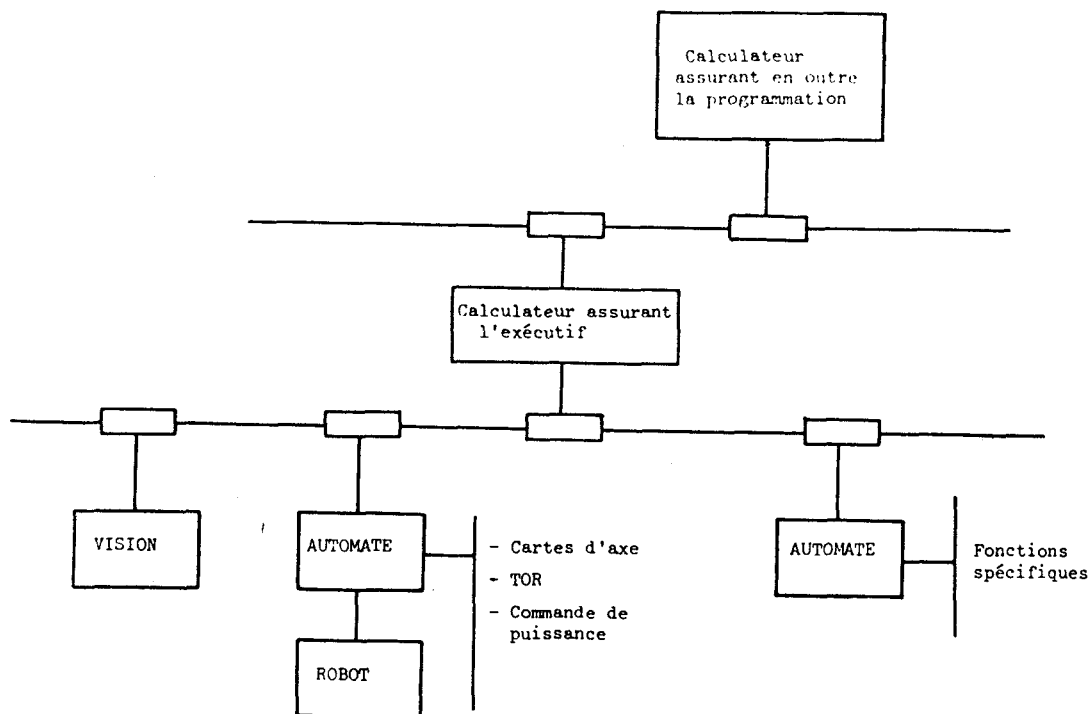 Calculateur
assurant en outre
la programmation
Calculateur assurant
l'exécutif
VISION
AUTOMATE
- Cartes d'axe
- TOR
- Commande de
puissance
ROBOT
AUTOMATE
Fonctions
spécifiques